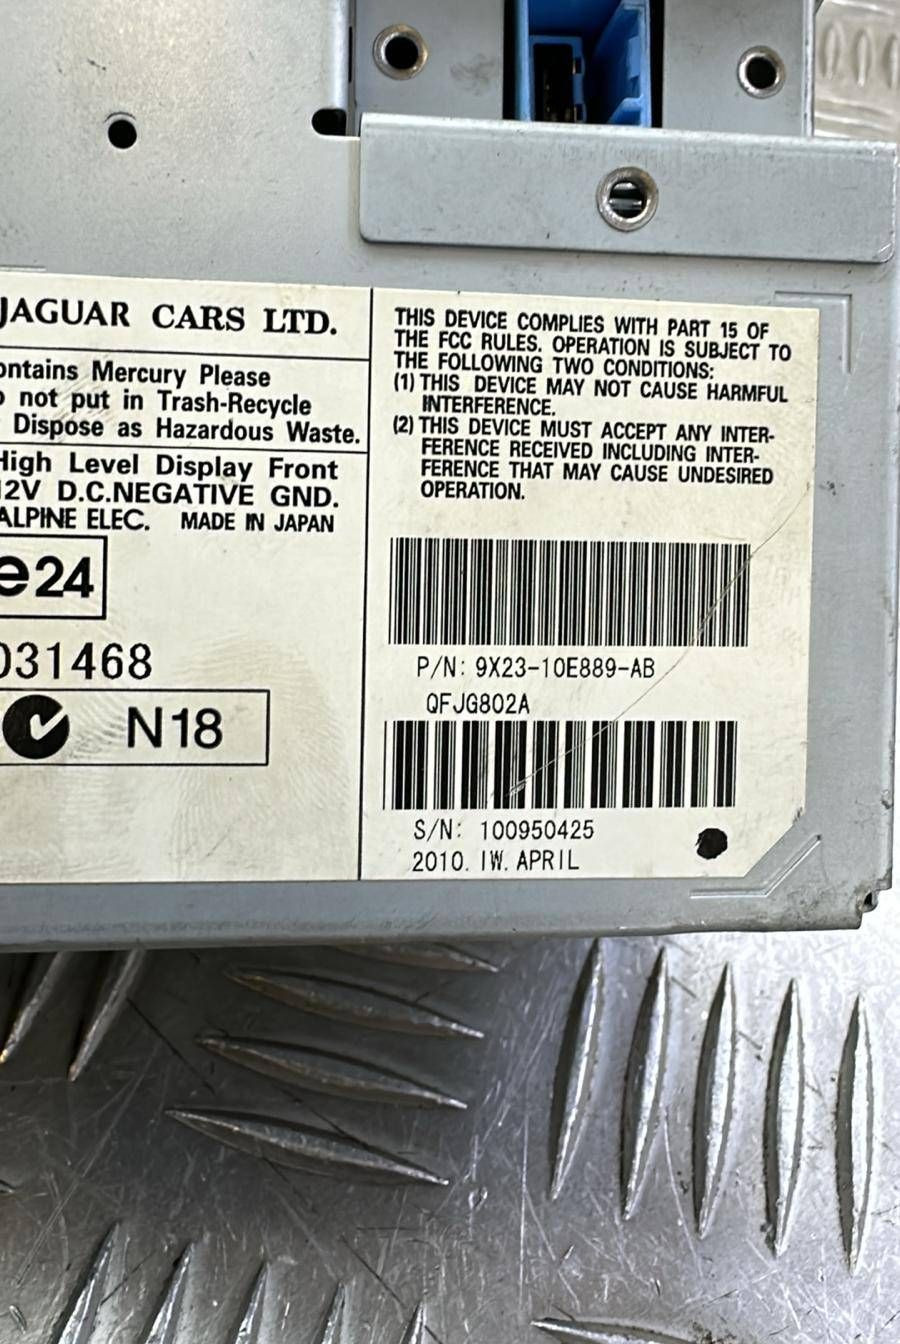 JAGUAR CARS LTD.
Mercury Please
not put in Trash-Recycle
Dispose as Hazardous Waste.
High Level Display Front
12V D.C.NEGATIVE GND.
ALPINE ELEC. MADE IN JAPAN
e24
031468
N18
THIS DEVICE COMPLIES WITH PART 15 OF
THE FCC RULES. OPERATION IS SUBJECT TO
THE FOLLOWING TWO CONDITIONS:
(1) THIS DEVICE MAY NOT CAUSE HARMFUL
INTERFERENCE.
(2) THIS DEVICE MUST ACCEPT ANY INTER-
FERENCE RECEIVED INCLUDING INTER-
FERENCE THAT MAY CAUSE UNDESIRED
OPERATION.
P/N: 9X23-10E889-AB
QFJG802A
S/N: 100950425
2010. IW. APRIL